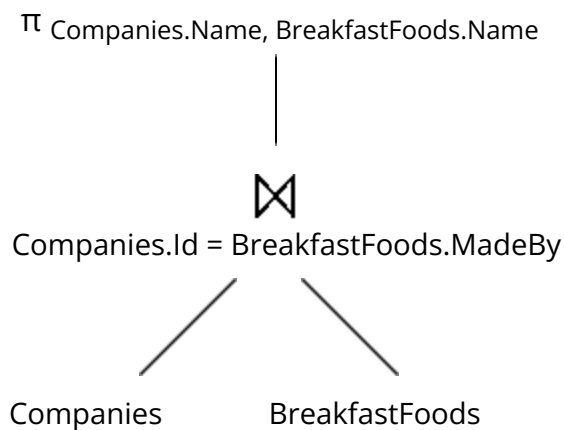 π Companies.Name, BreakfastFoods.Name
⋈
Companies.Id = BreakfastFoods.MadeBy
Companies BreakfastFoods